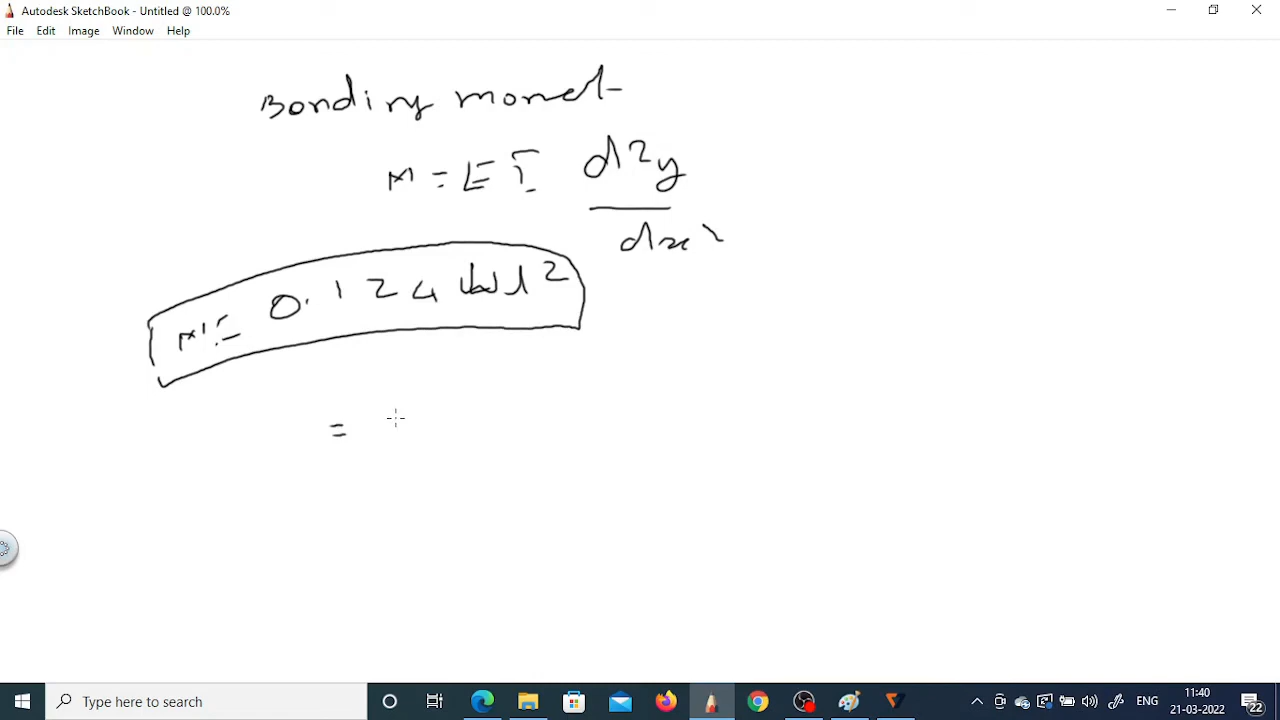 Autodesk SketchBook - Untitled @ 100.0%
File Edit Image Window Help
Bonding moment
M = EI d2y
dx2
M = 0.124 wl2
=
Type here to search
ENG
11:40
21-03-2022
22